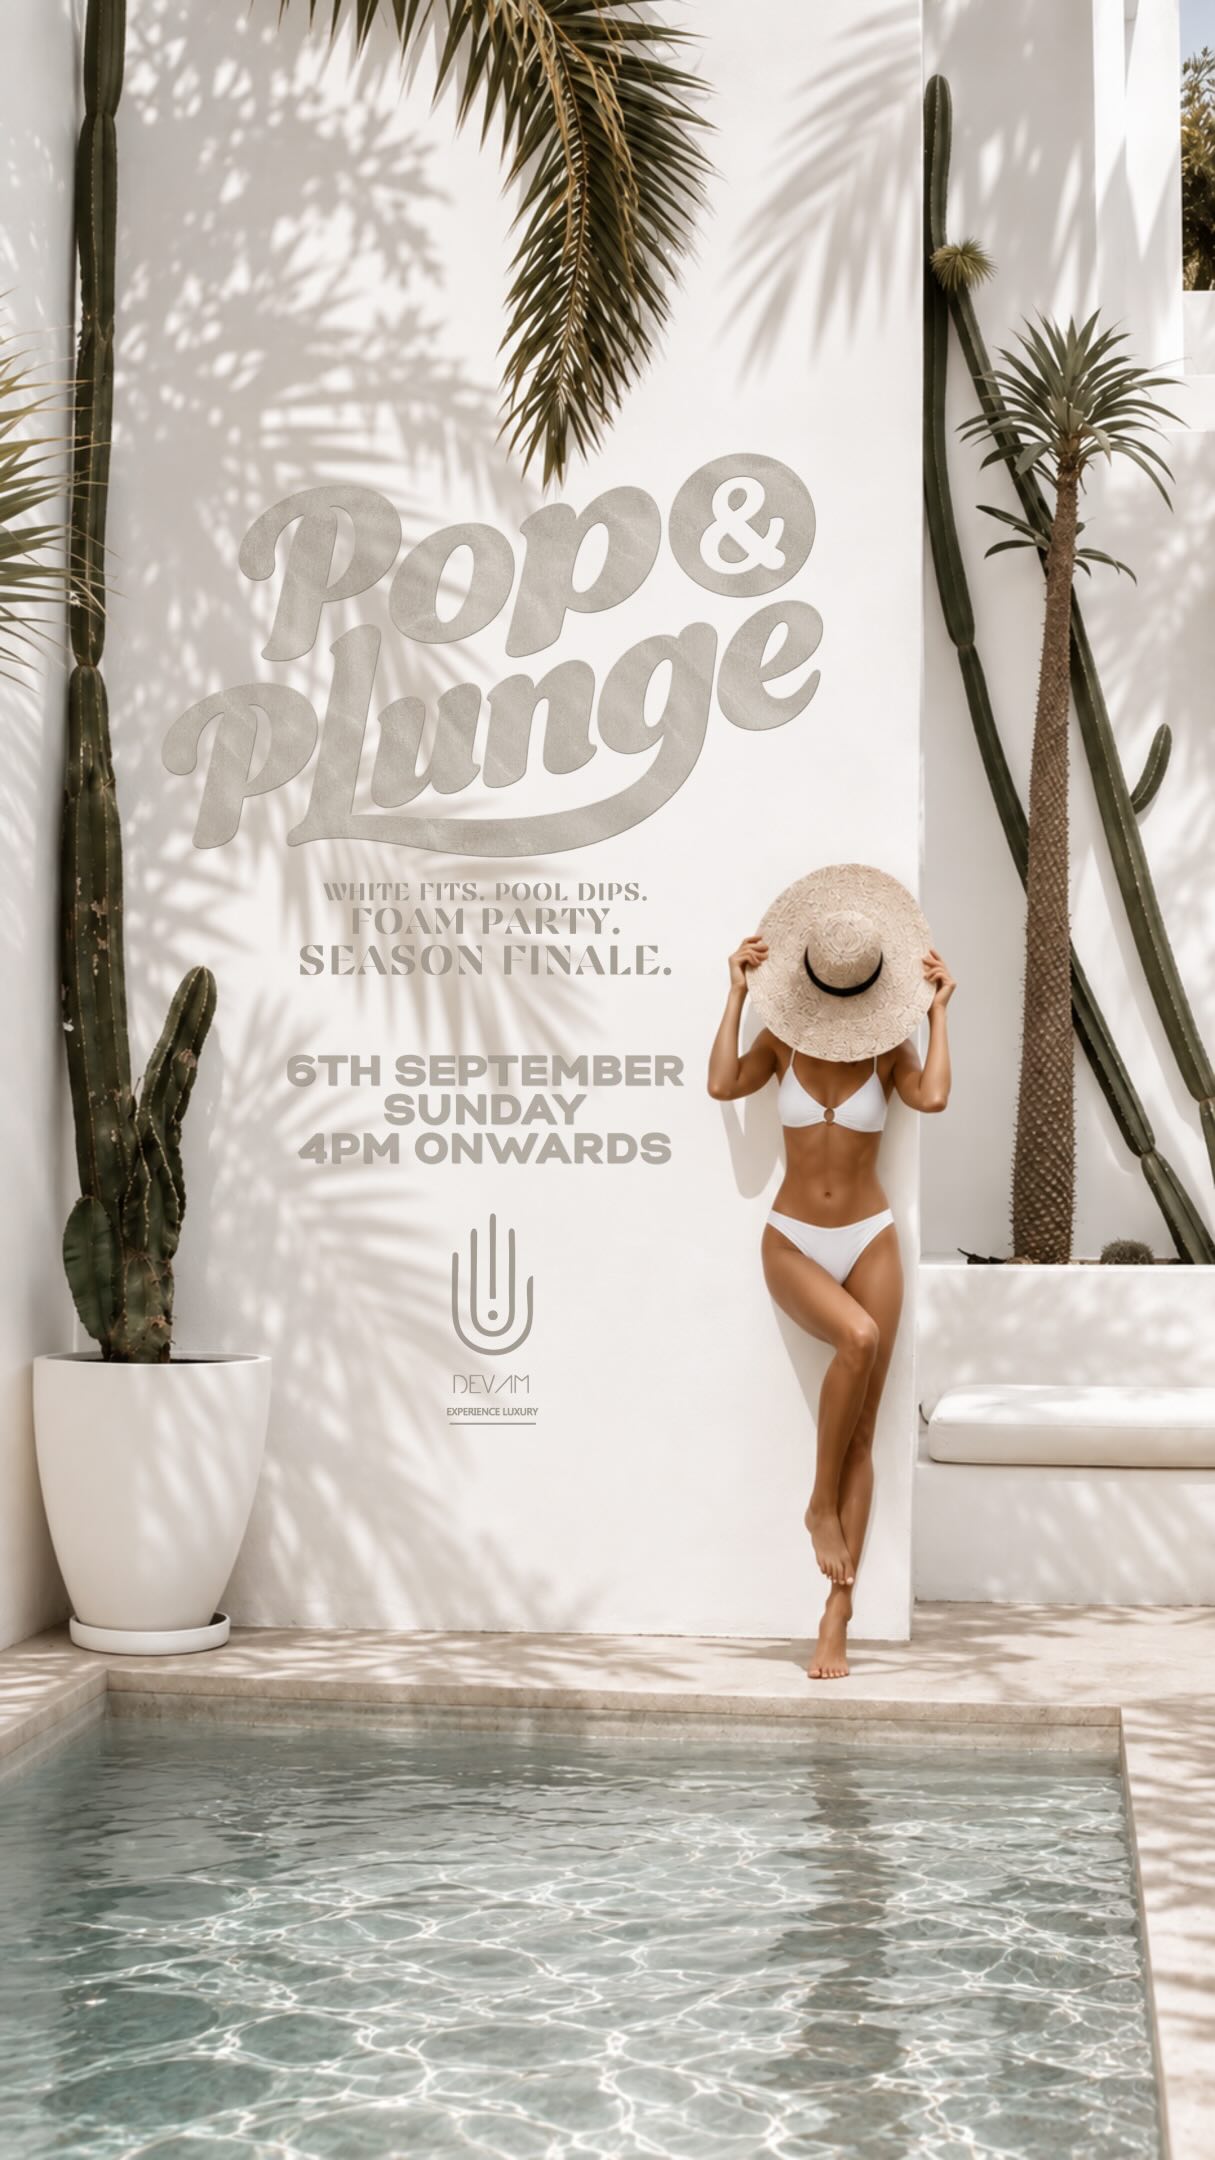 Pop &
Plunge
WHITE FITS. POOL DIPS.
FOAM PARTY.
SEASON FINALE.
6TH SEPTEMBER
SUNDAY
4PM ONWARDS
DEVAM
EXPERIENCE LUXURY